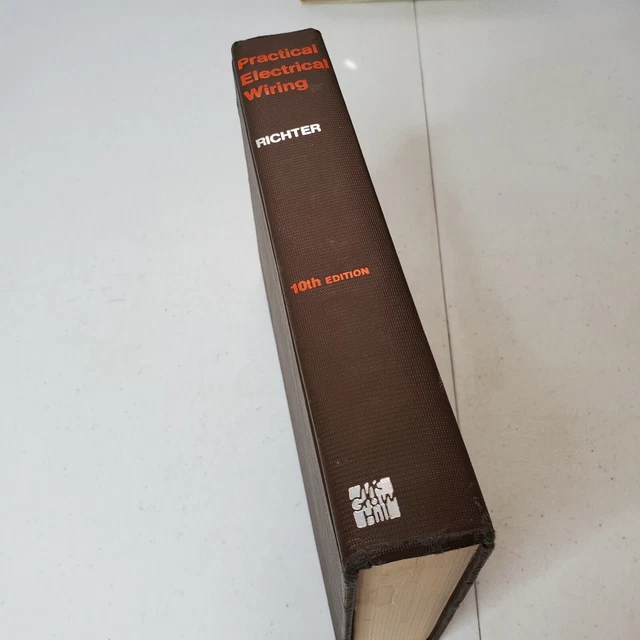 Practical
Electrical
Wiring
RICHTER
10th EDITION
Mc
Graw
Hill